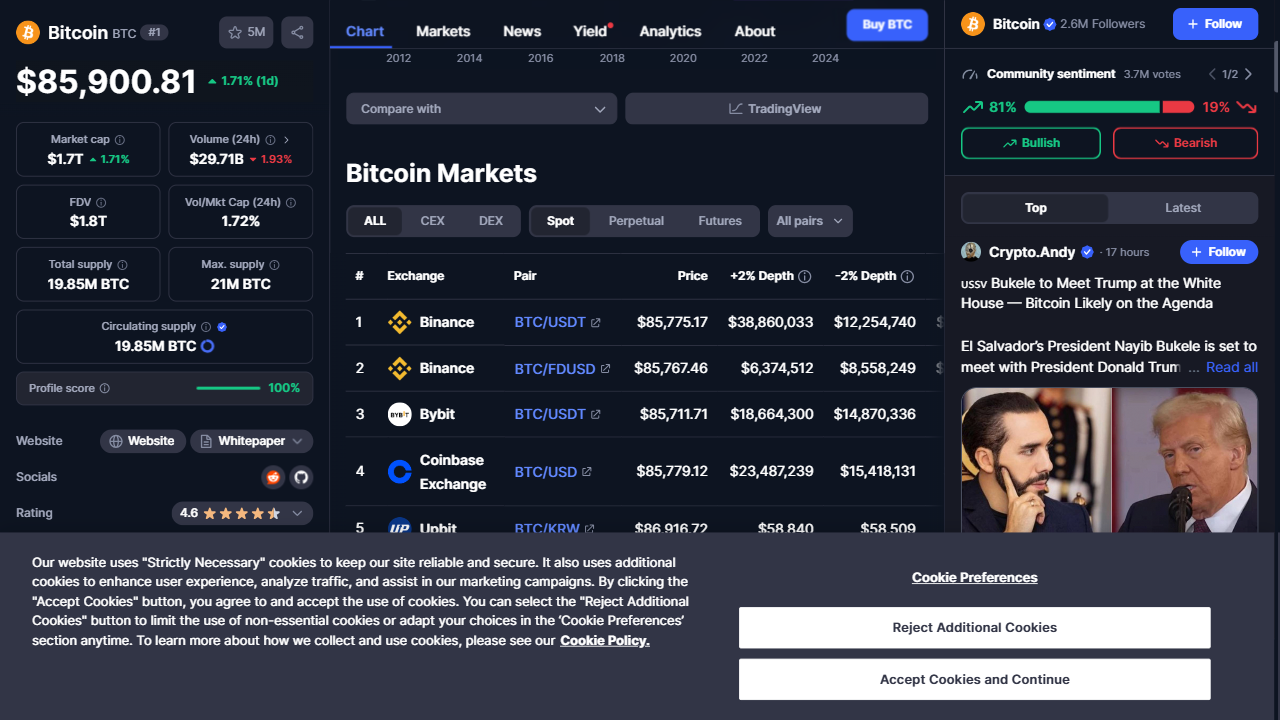 Bitcoin BTC #1
5M
$85,900.81 1.71% (1d)
Market cap
$1.7T 1.71%
Volume (24h)
$29.71B 1.93%
FDV
$1.8T
Vol/Mkt Cap (24h)
1.72%
Total supply
19.85M BTC
Max. supply
21M BTC
Circulating supply
19.85M BTC
Profile score 100%
Website Website Whitepaper
Socials
Rating 4.6
Chart Markets News Yield Analytics About Buy BTC
2012 2014 2016 2018 2020 2022 2024
Compare with TradingView
Bitcoin Markets
ALL CEX DEX Spot Perpetual Futures All pairs
# Exchange Pair Price +2% Depth -2% Depth
1 Binance BTC/USDT $85,775.17 $38,860,033 $12,254,740 $
2 Binance BTC/FDUSD $85,767.46 $6,374,512 $8,558,249 $
3 BYBIT Bybit BTC/USDT $85,711.71 $18,664,300 $14,870,336
4 Coinbase Exchange BTC/USD $85,779.12 $23,487,239 $15,418,131
5 UP Upbit BTC/KRW $86,916.72 $58,840 $58,509
Bitcoin 2.6M Followers + Follow
Community sentiment 3.7M votes 1/2
81% 19%
Bullish Bearish
Top Latest
Crypto.Andy · 17 hours + Follow
ussv Bukele to Meet Trump at the White
House — Bitcoin Likely on the Agenda
El Salvador’s President Nayib Bukele is set to
meet with President Donald Trum ... Read all
Our website uses "Strictly Necessary" cookies to keep our site reliable and secure. It also uses additional
cookies to enhance user experience, analyze traffic, and assist in our marketing campaigns. By clicking the
"Accept Cookies" button, you agree to and accept the use of cookies. You can select the "Reject Additional
Cookies" button to limit the use of non-essential cookies or adapt your choices in the ‘Cookie Preferences’
section anytime. To learn more about how we collect and use cookies, please see our Cookie Policy.
Cookie Preferences
Reject Additional Cookies
Accept Cookies and Continue